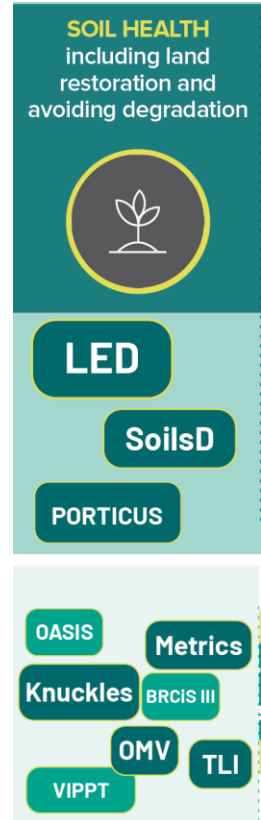 SOIL HEALTH
including land
restoration and
avoiding degradation
LED
SoilsD
PORTICUS
OASIS
Metrics
Knuckles
BRCiS III
OMV
TLI
VIPPT